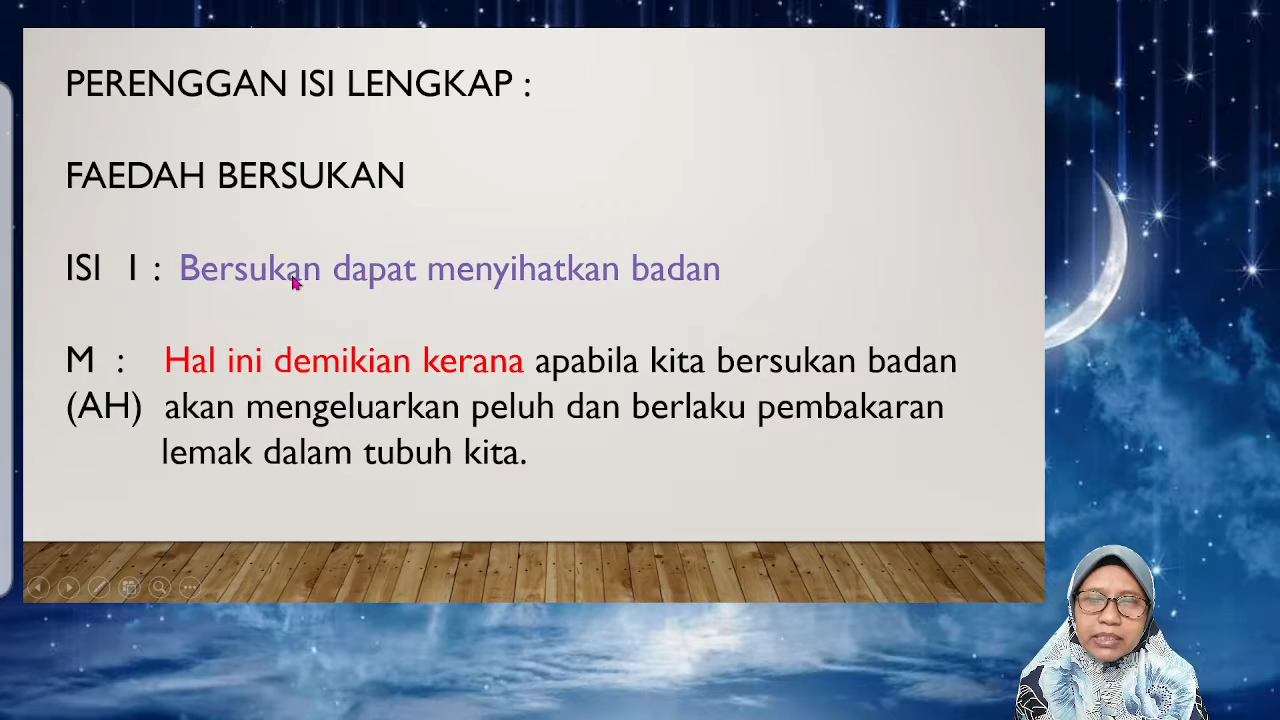 PERENGGAN ISI LENGKAP :
FAEDAH BERSUKAN
ISI 1 : Bersukan dapat menyihatkan badan
M : Hal ini demikian kerana apabila kita bersukan badan
(AH) akan mengeluarkan peluh dan berlaku pembakaran
lemak dalam tubuh kita.